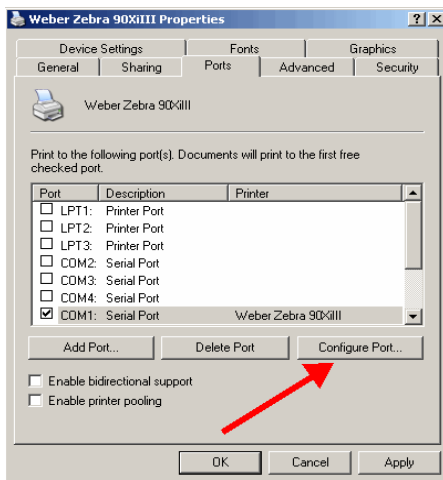 Weber Zebra 90XiIII Properties
Device Settings Fonts Graphics
General Sharing Ports Advanced Security
Weber Zebra 90XiIII
Print to the following port(s). Documents will print to the first free
checked port.
Port Description Printer
LPT1: Printer Port
LPT2: Printer Port
LPT3: Printer Port
COM2: Serial Port
COM3: Serial Port
COM4: Serial Port
COM1: Serial Port Weber Zebra 90XiIII
Add Port... Delete Port Configure Port...
Enable bidirectional support
Enable printer pooling
OK Cancel Apply